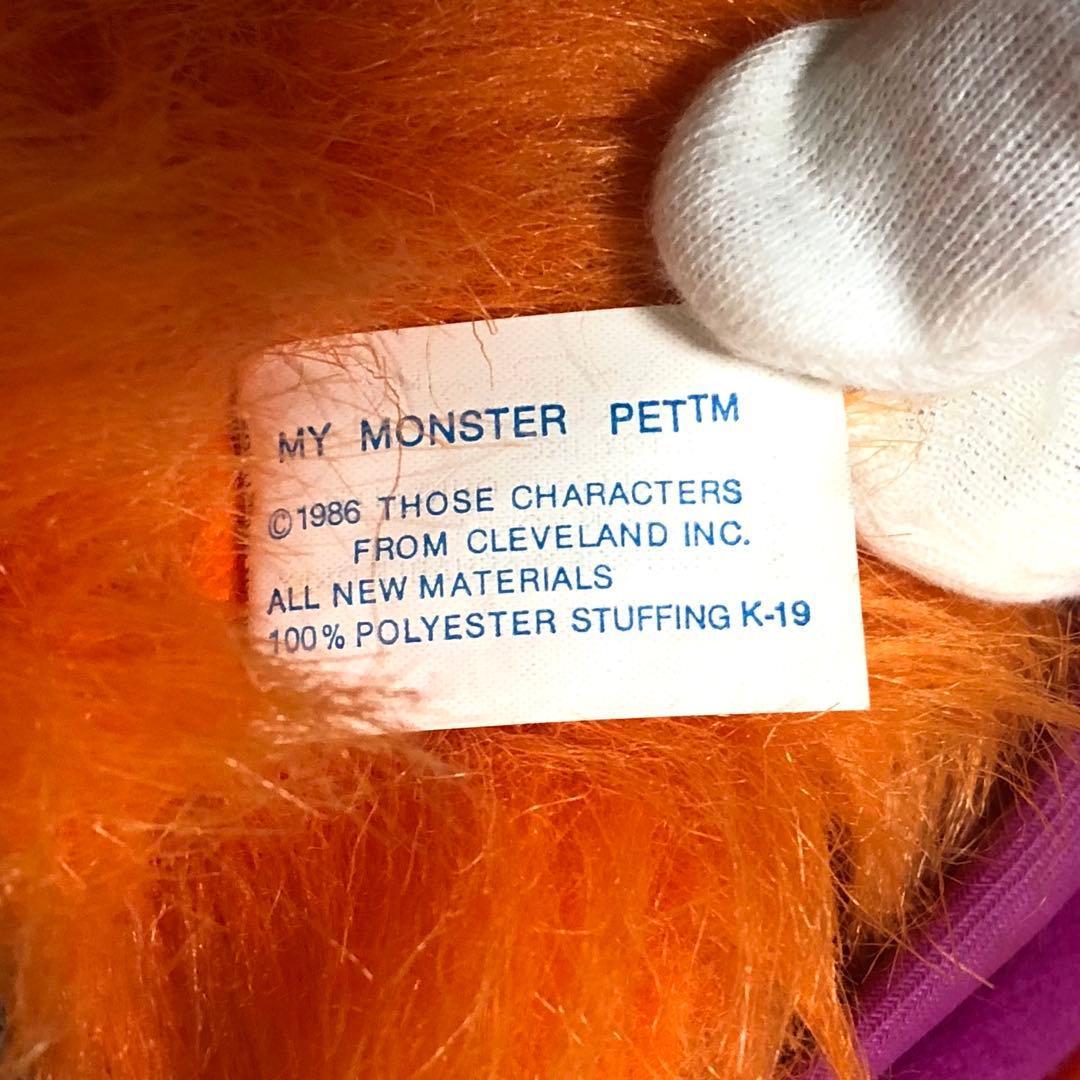 MY MONSTER PET™
©1986 THOSE CHARACTERS
FROM CLEVELAND INC.
ALL NEW MATERIALS
100% POLYESTER STUFFING K-19